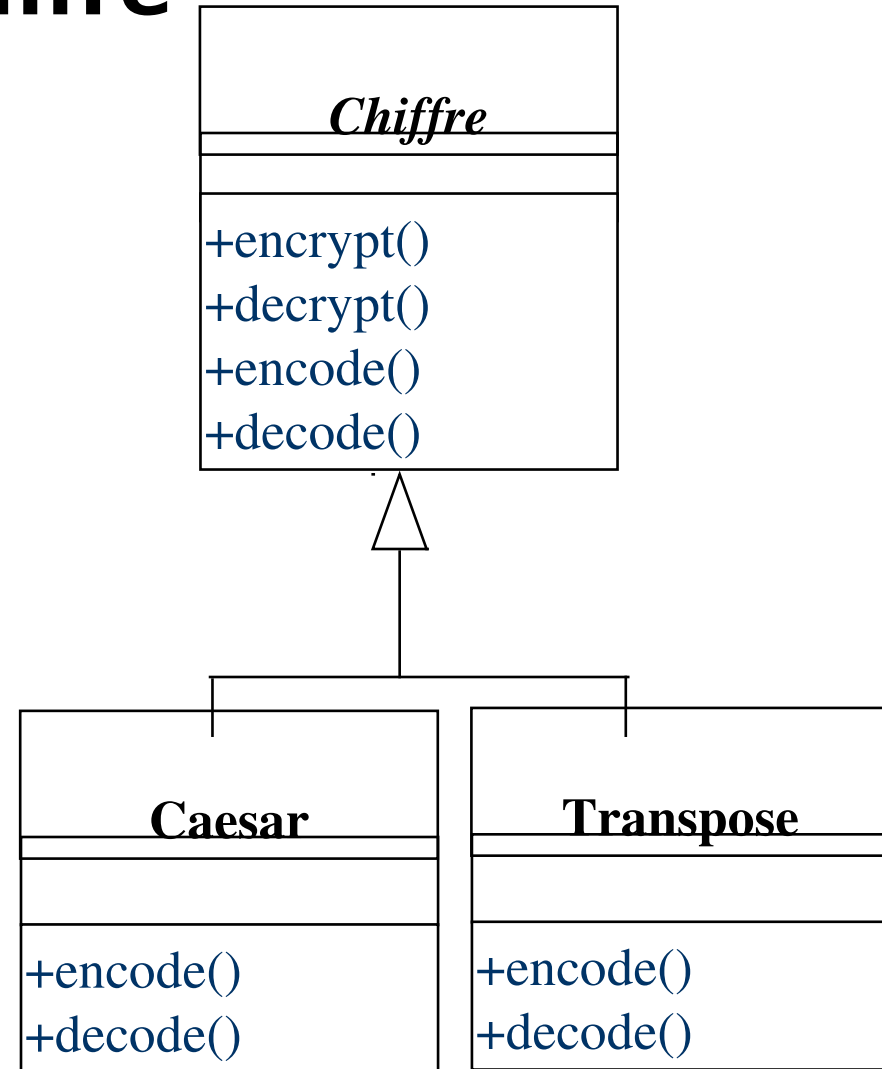 Chiffre
+encrypt()
+decrypt()
+encode()
+decode()
Caesar
+encode()
+decode()
Transpose
+encode()
+decode()